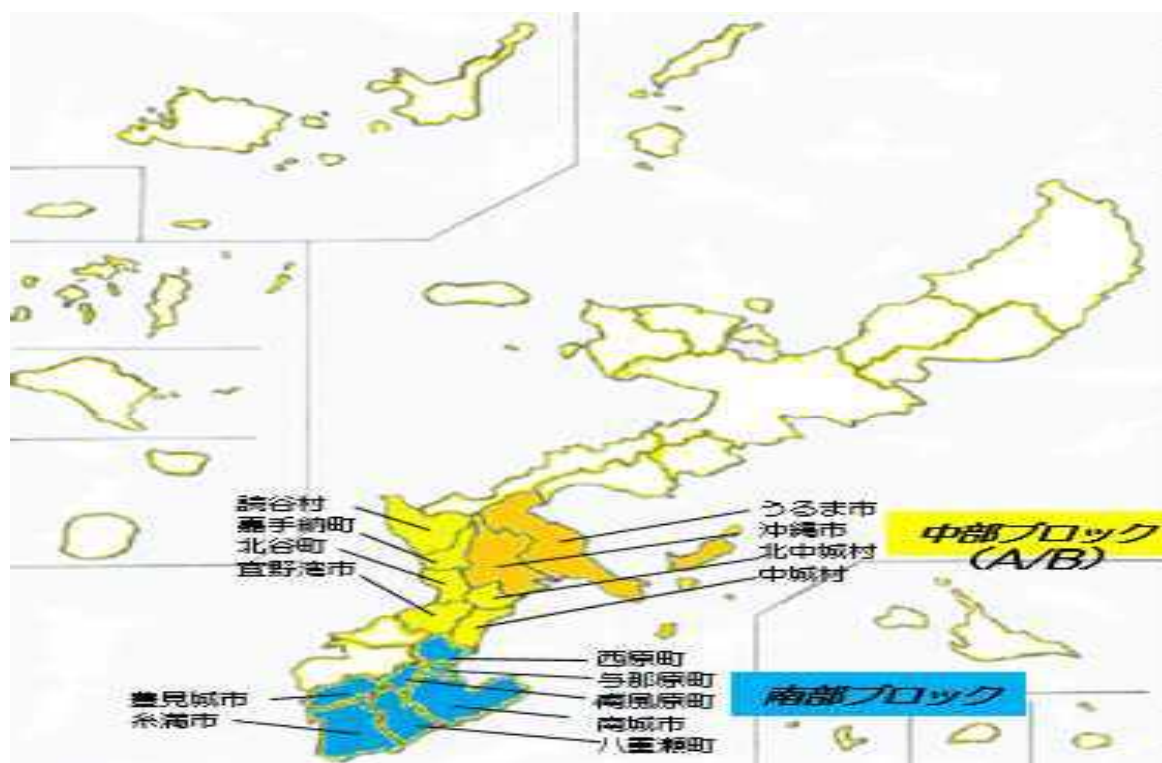 読谷村
嘉手納町
北谷町
宜野湾市
うるま市
沖縄市
北中城村
中城村
中部ブロック
(A/B)
西原町
与那原町
南風原町
南城市
八重瀬町
豊見城市
糸満市
南部ブロック